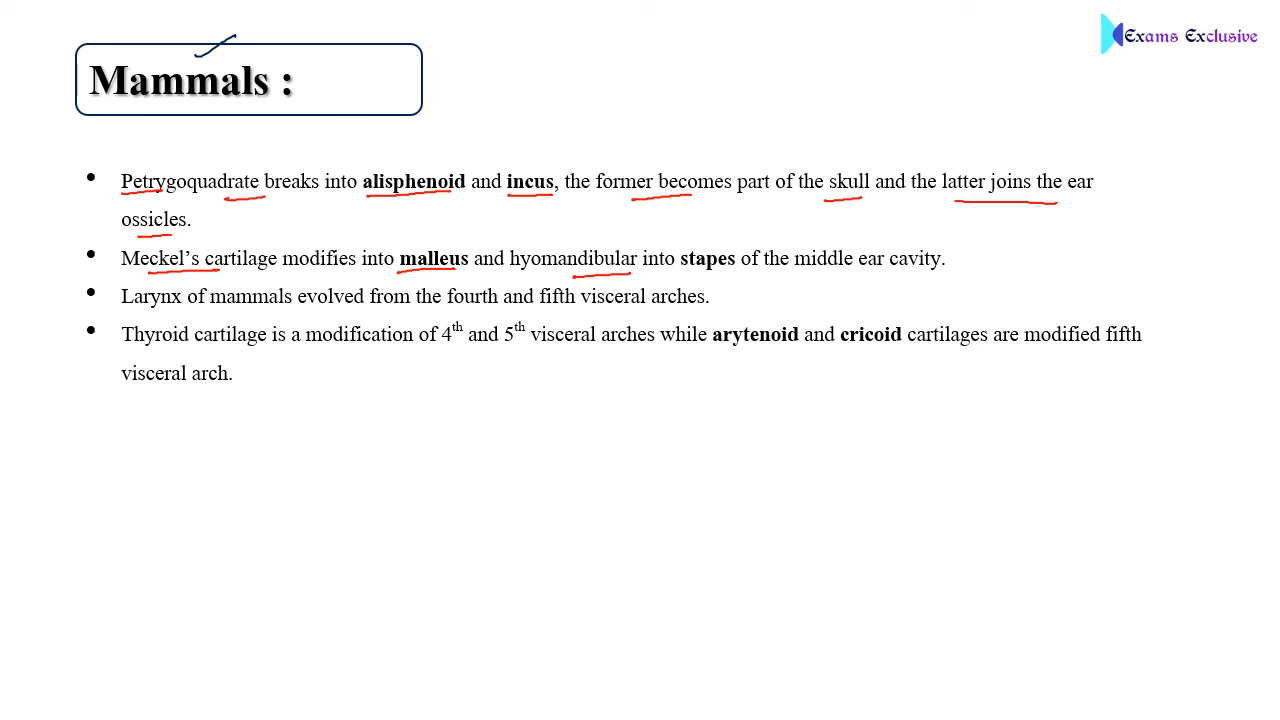 Exams Exclusive
Mammals :
• Petrygoquadrate breaks into alisphenoid and incus, the former becomes part of the skull and the latter joins the ear
ossicles.
• Meckel’s cartilage modifies into malleus and hyomandibular into stapes of the middle ear cavity.
• Larynx of mammals evolved from the fourth and fifth visceral arches.
• Thyroid cartilage is a modification of 4th and 5th visceral arches while arytenoid and cricoid cartilages are modified fifth
visceral arch.